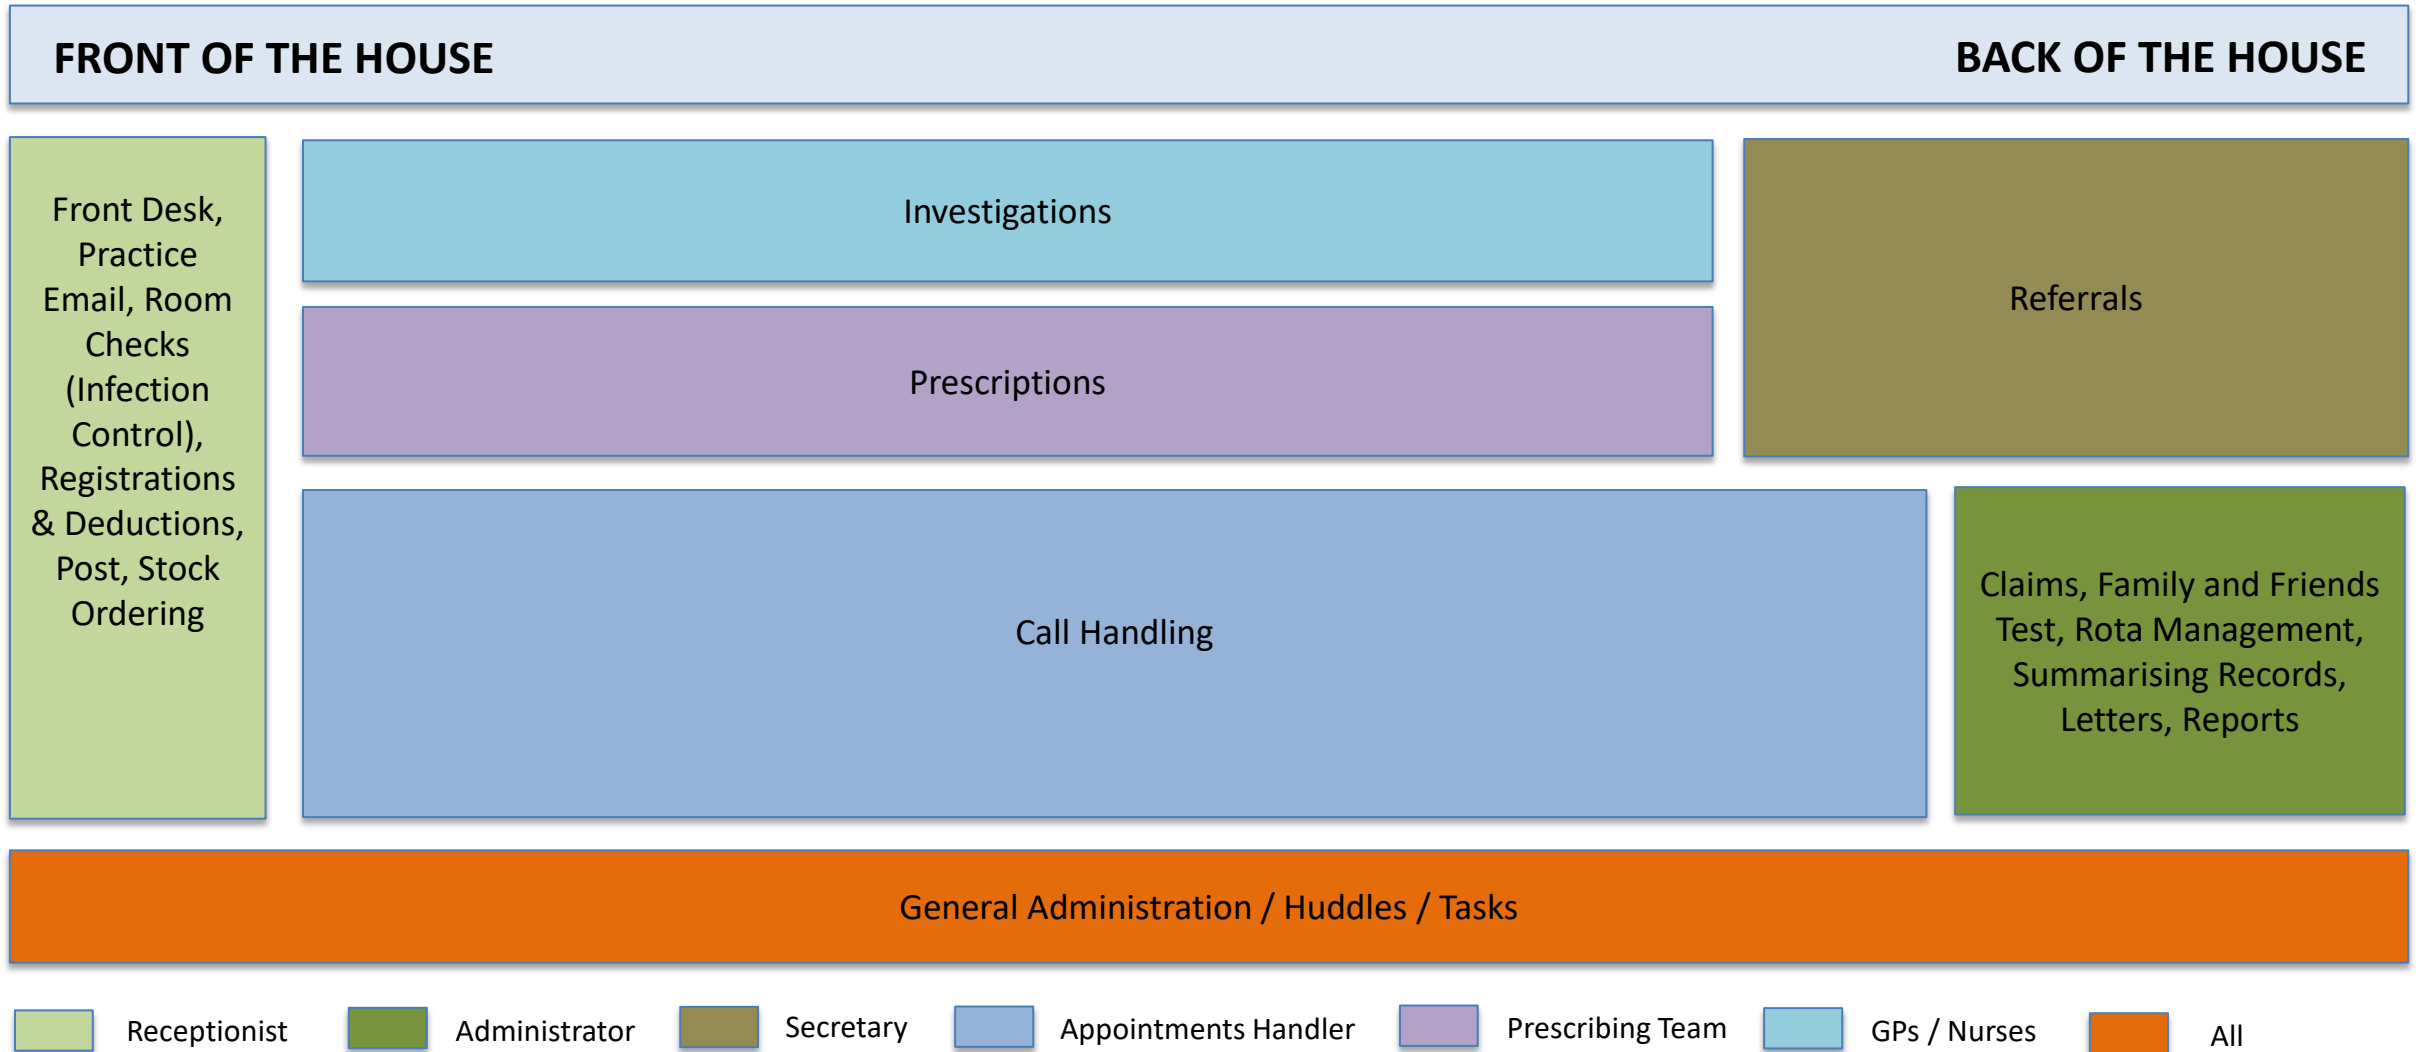 FRONT OF THE HOUSE
BACK OF THE HOUSE
Front Desk,
Practice
Email, Room
Checks
(Infection
Control),
Registrations
& Deductions,
Post, Stock
Ordering
Investigations
Prescriptions
Referrals
Call Handling
Claims, Family and Friends
Test, Rota Management,
Summarising Records,
Letters, Reports
General Administration / Huddles / Tasks
Receptionist
Administrator
Secretary
Appointments Handler
Prescribing Team
GPs / Nurses
All